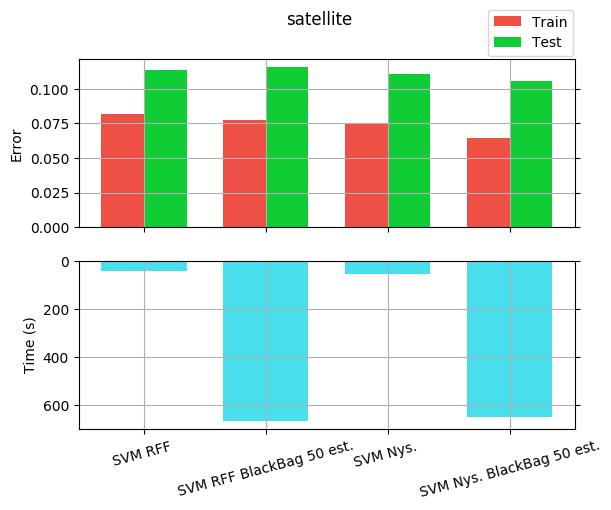 satellite
Train
Test
Error
0.100
0.075
0.050
0.025
0.000
Time (s)
0
200
400
600
SVM RFF
SVM RFF BlackBag 50 est.
SVM Nys.
SVM Nys. BlackBag 50 est.